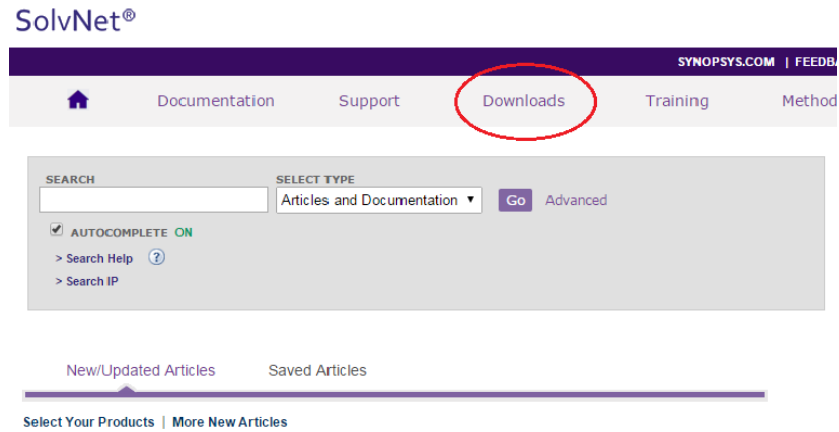 SolvNet®
SYNOPSYS.COM | FEEDBA
Documentation Support Downloads Training Method
SEARCH SELECT TYPE
Articles and Documentation Go Advanced
AUTOCOMPLETE ON
> Search Help ?
> Search IP
New/Updated Articles Saved Articles
Select Your Products | More New Articles